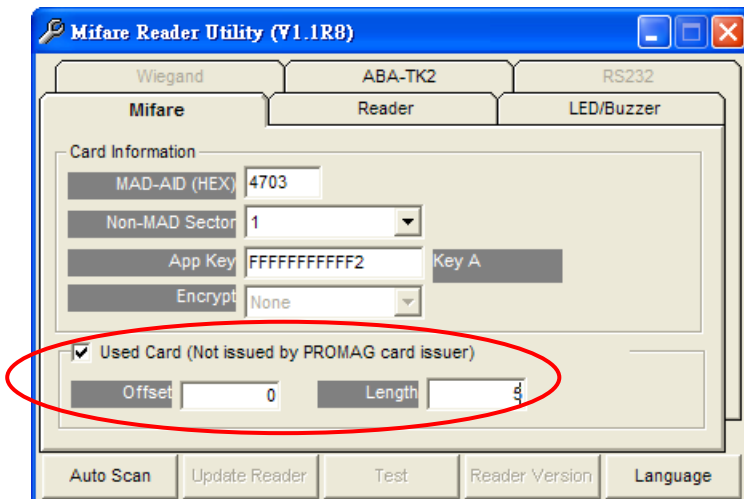 Mifare Reader Utility (V1.1R8)
Wiegand ABA-TK2 RS232
Mifare Reader LED/Buzzer
Card Information
MAD-AID (HEX) 4703
Non-MAD Sector 1
App Key FFFFFFFFFFF2 Key A
Encrypt None
Used Card (Not issued by PROMAG card issuer)
Offset 0 Length 5
Auto Scan Update Reader Test Reader Version Language